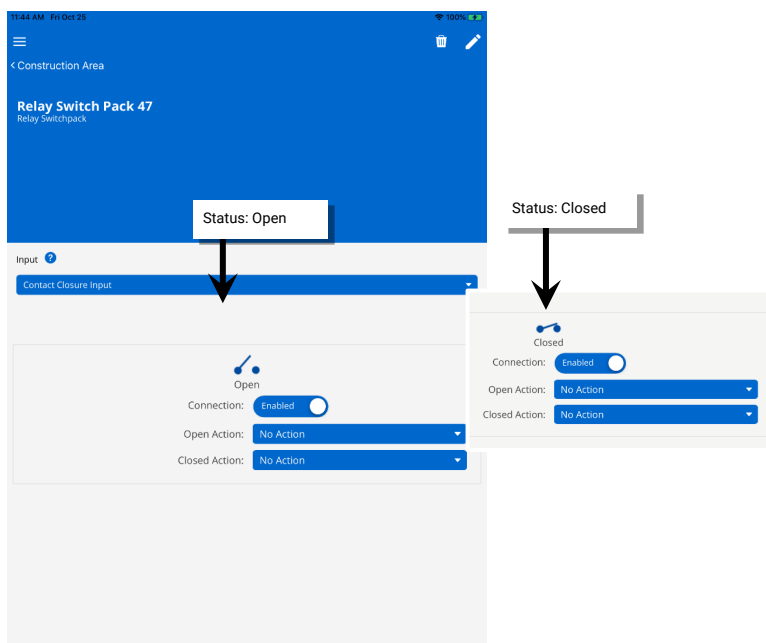 11:44 AM Fri Oct 25
100%
< Construction Area
Relay Switch Pack 47
Relay Switchpack
Status: Open
Status: Closed
Input ?
Contact Closure Input
Open
Connection: Enabled
Open Action: No Action
Closed Action: No Action
Closed
Connection: Enabled
Open Action: No Action
Closed Action: No Action